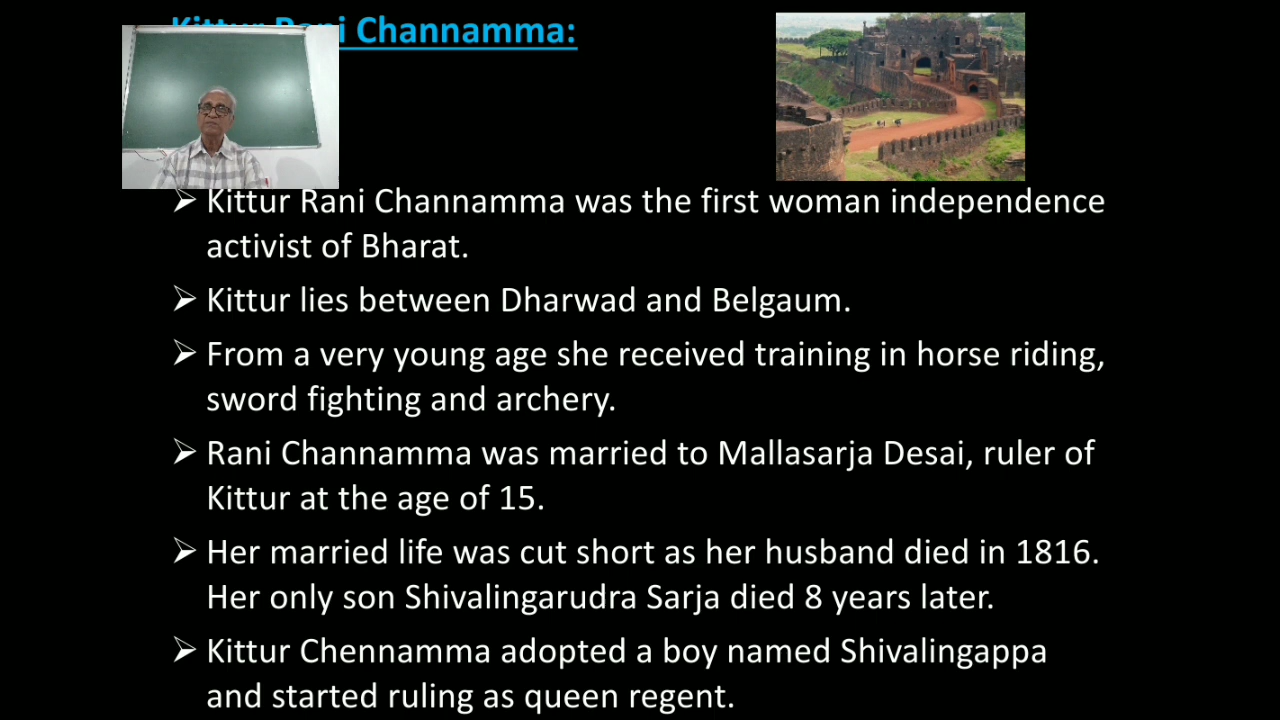 Kittur Rani Channamma:
➢ Kittur Rani Channamma was the first woman independence
activist of Bharat.
➢ Kittur lies between Dharwad and Belgaum.
➢ From a very young age she received training in horse riding,
sword fighting and archery.
➢ Rani Channamma was married to Mallasarja Desai, ruler of
Kittur at the age of 15.
➢ Her married life was cut short as her husband died in 1816.
Her only son Shivalingarudra Sarja died 8 years later.
➢ Kittur Chennamma adopted a boy named Shivalingappa
and started ruling as queen regent.